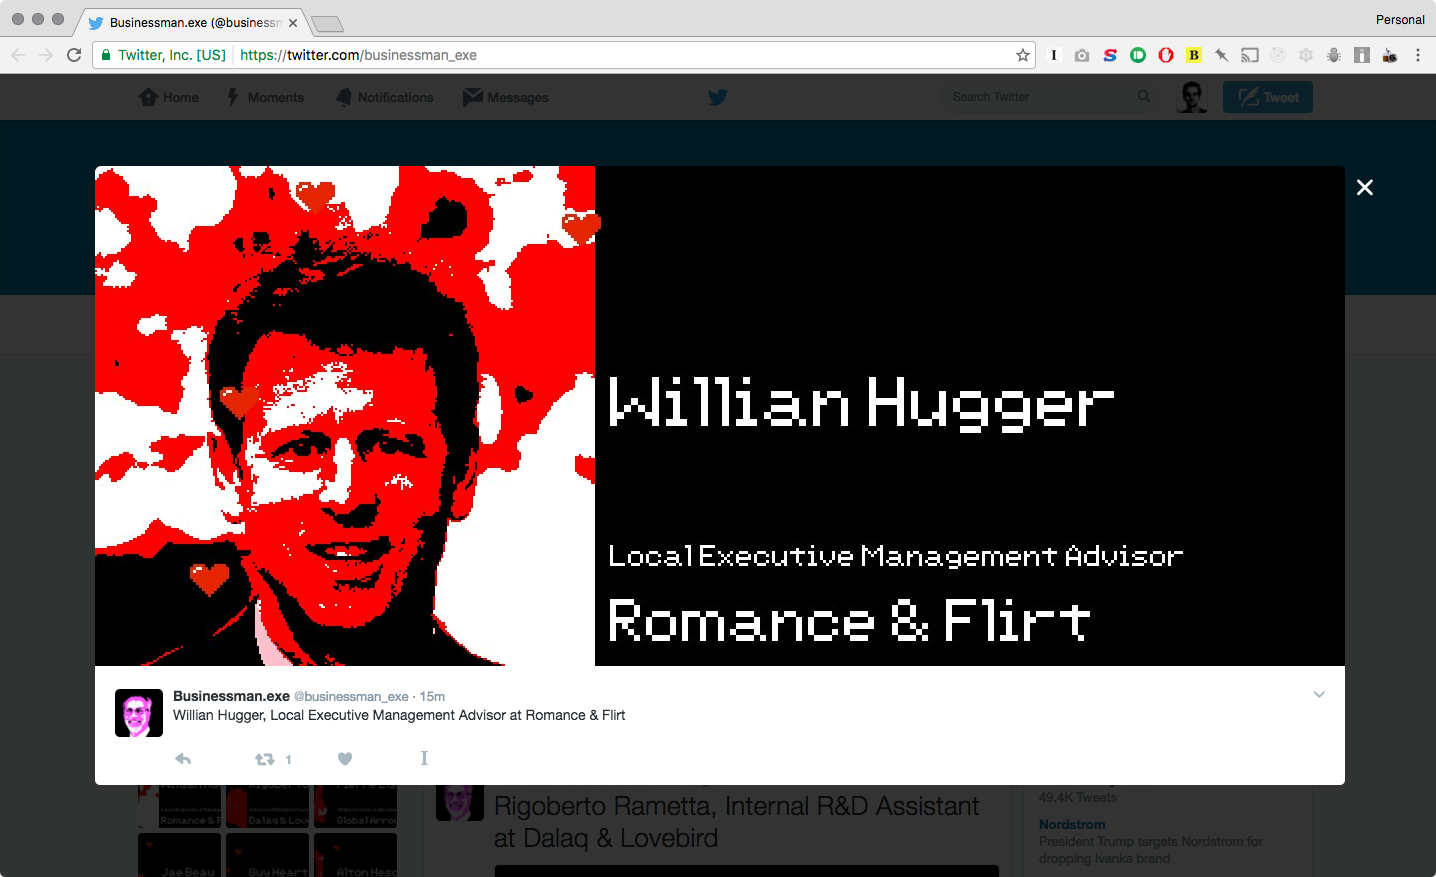 Businessman.exe (@businessm
Personal
Twitter, Inc. [US]
https://twitter.com/businessman_exe
Home
Moments
Notifications
Messages
Search Twitter
Tweet
Willian Hugger
Local Executive Management Advisor
Romance & Flirt
Businessman.exe @businessman_exe · 15m
Willian Hugger, Local Executive Management Advisor at Romance & Flirt
1
Romance & F
Dalaq & Love
Global Arrov
Jae Beau
Guy Heart
Alton Hesc
Rigoberto Rametta, Internal R&D Assistant
at Dalaq & Lovebird
49.4K Tweets
Nordstrom
President Trump targets Nordstrom for
dropping Ivanka brand